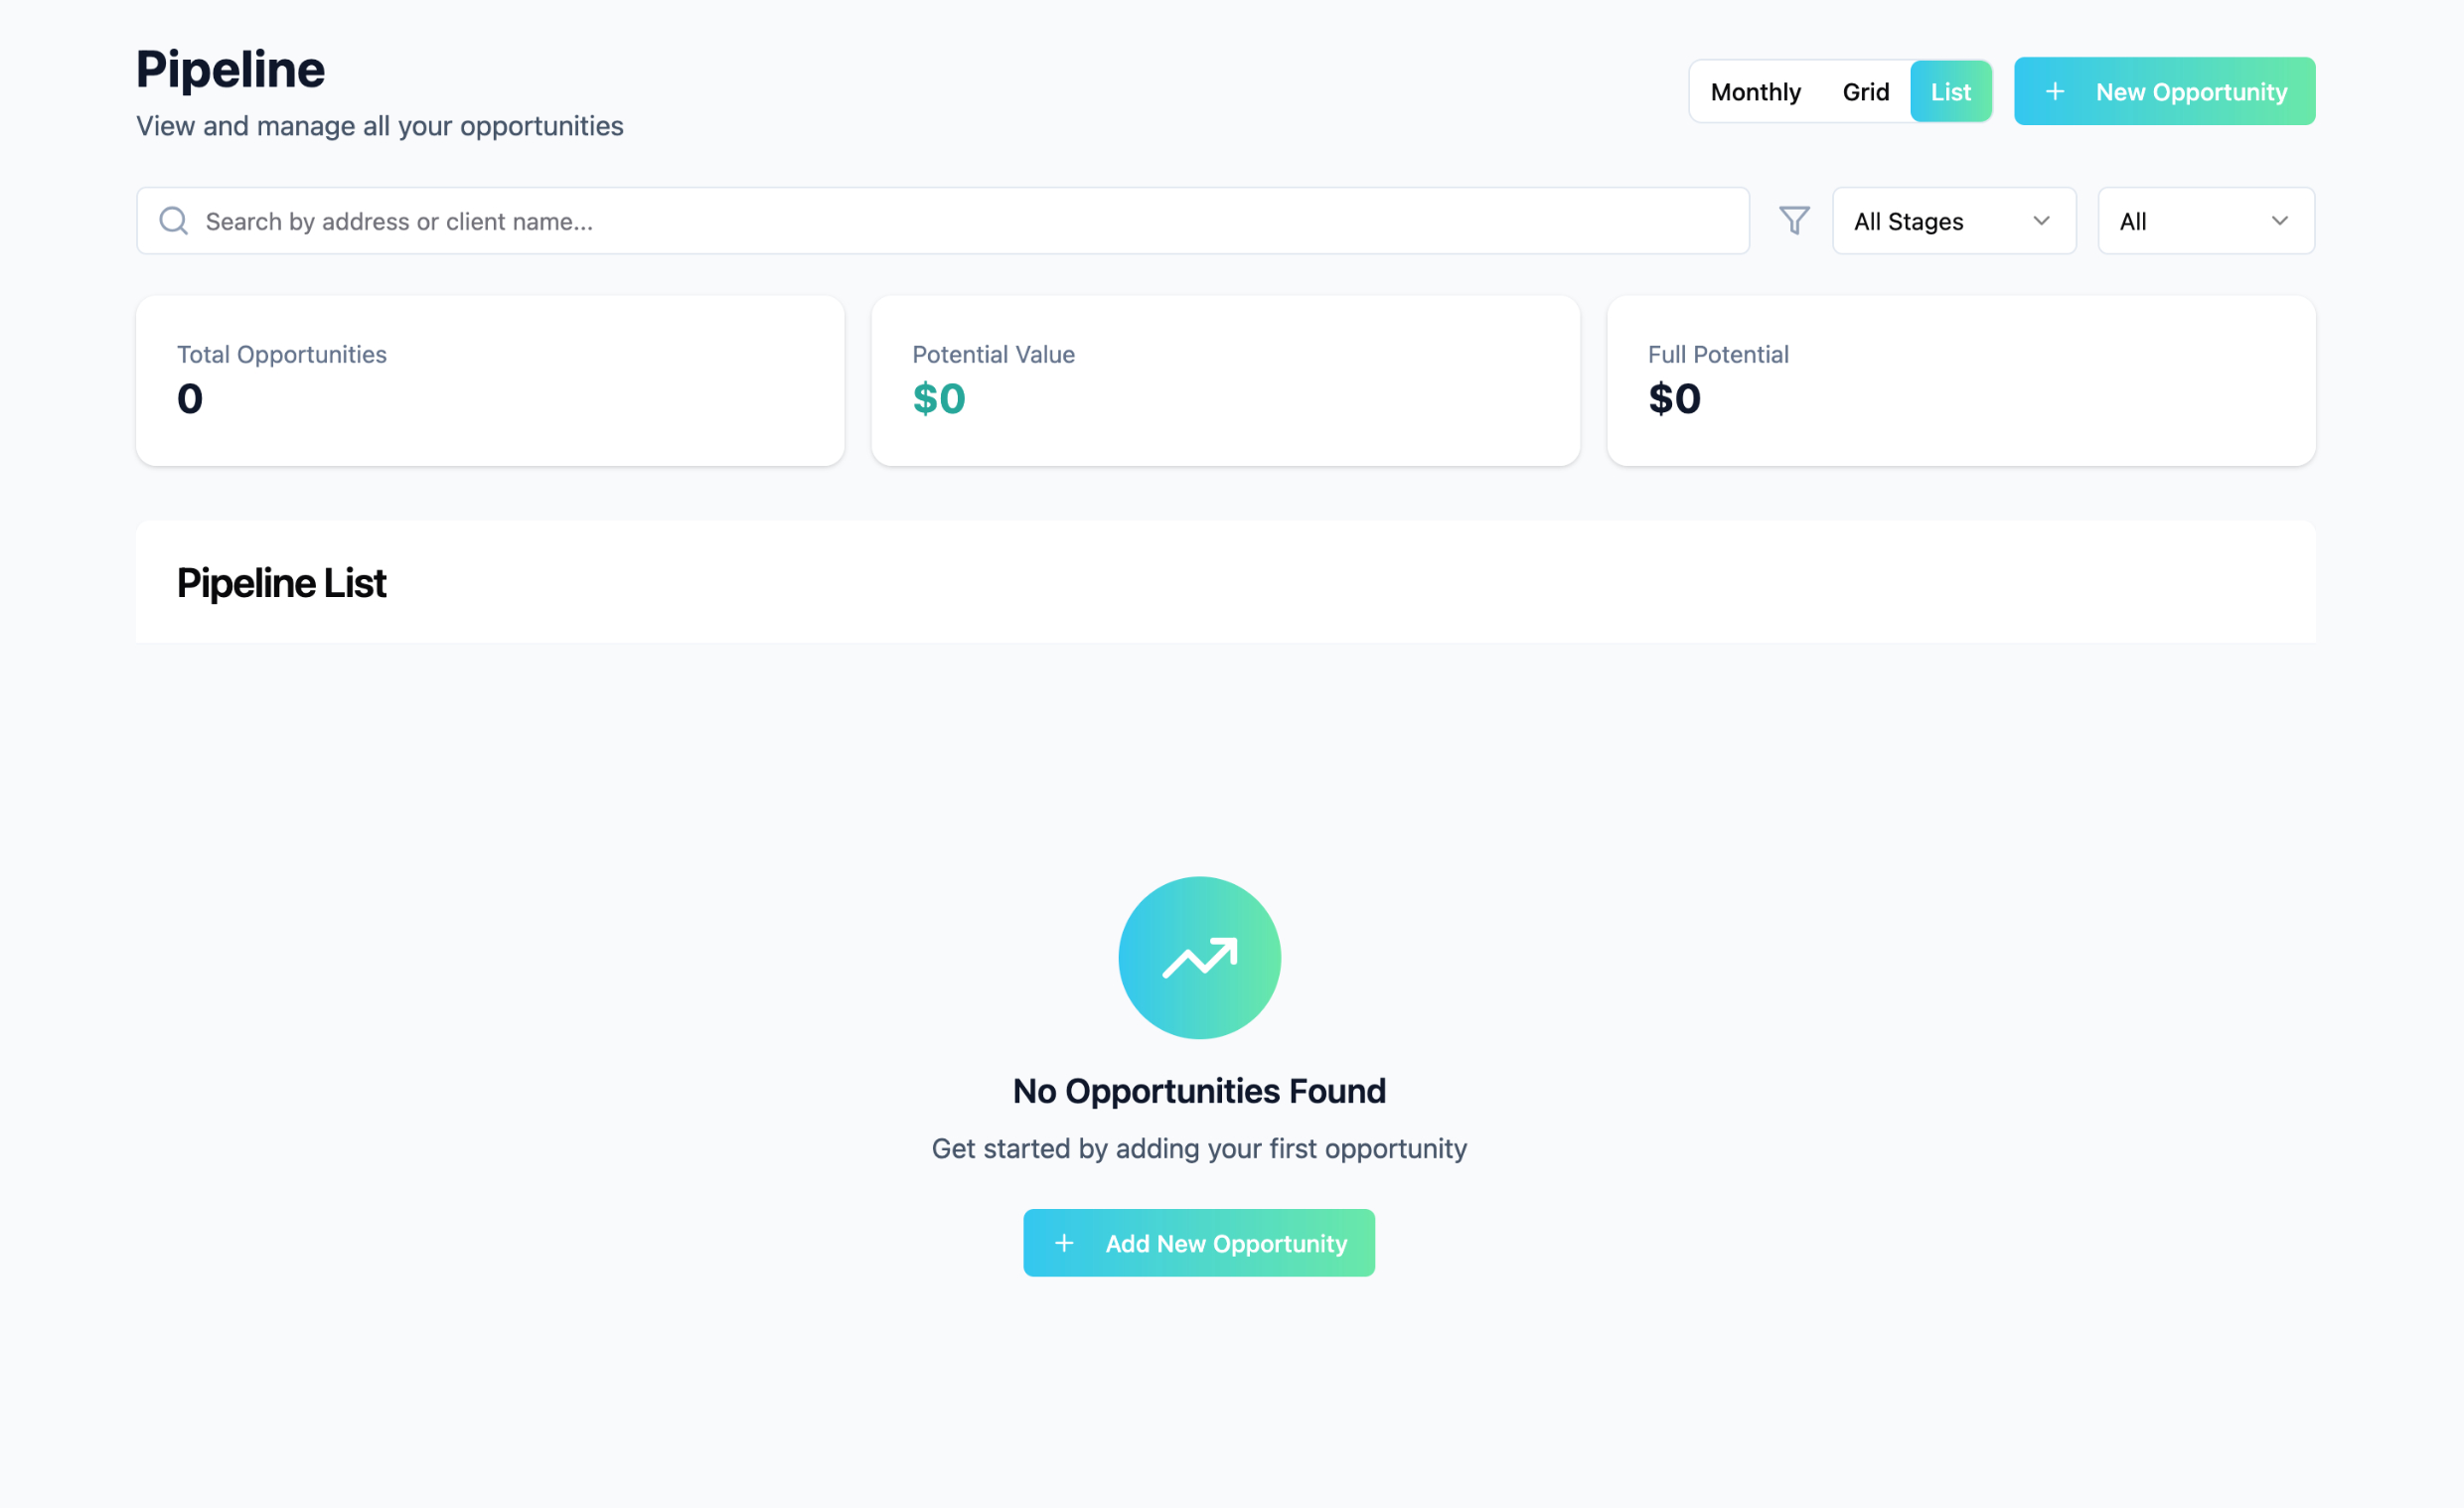 Pipeline
View and manage all your opportunities
Monthly
Grid
List
New Opportunity
Search by address or client name...
All Stages
All
Total Opportunities
0
Potential Value
$0
Full Potential
$0
Pipeline List
No Opportunities Found
Get started by adding your first opportunity
Add New Opportunity